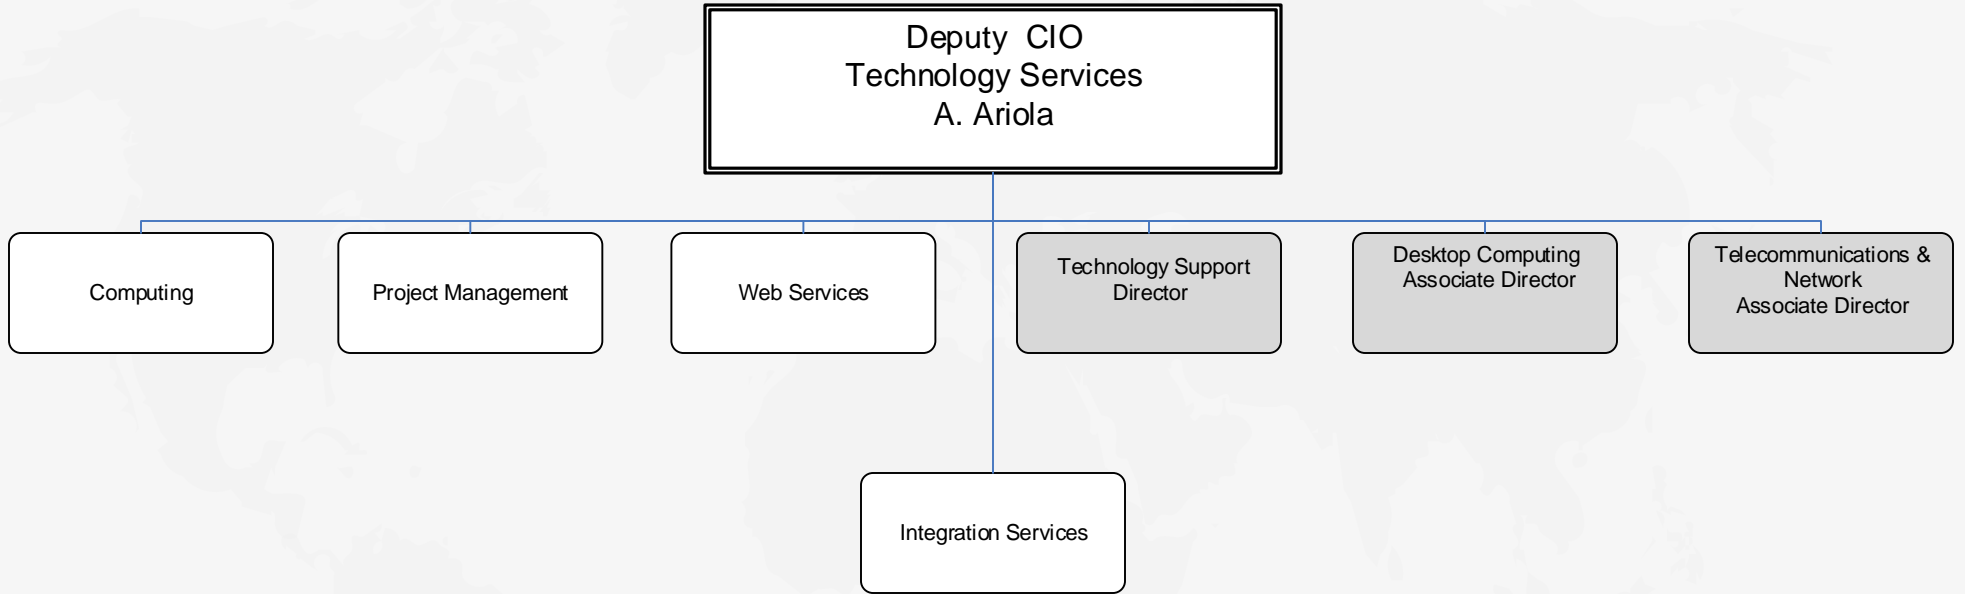 Deputy  CIO
Technology Services
A. Ariola
Computing
Project Management
Web Services
Technology Support
Director
Desktop Computing
Associate Director
Telecommunications &
Network
Associate Director
Integration Services